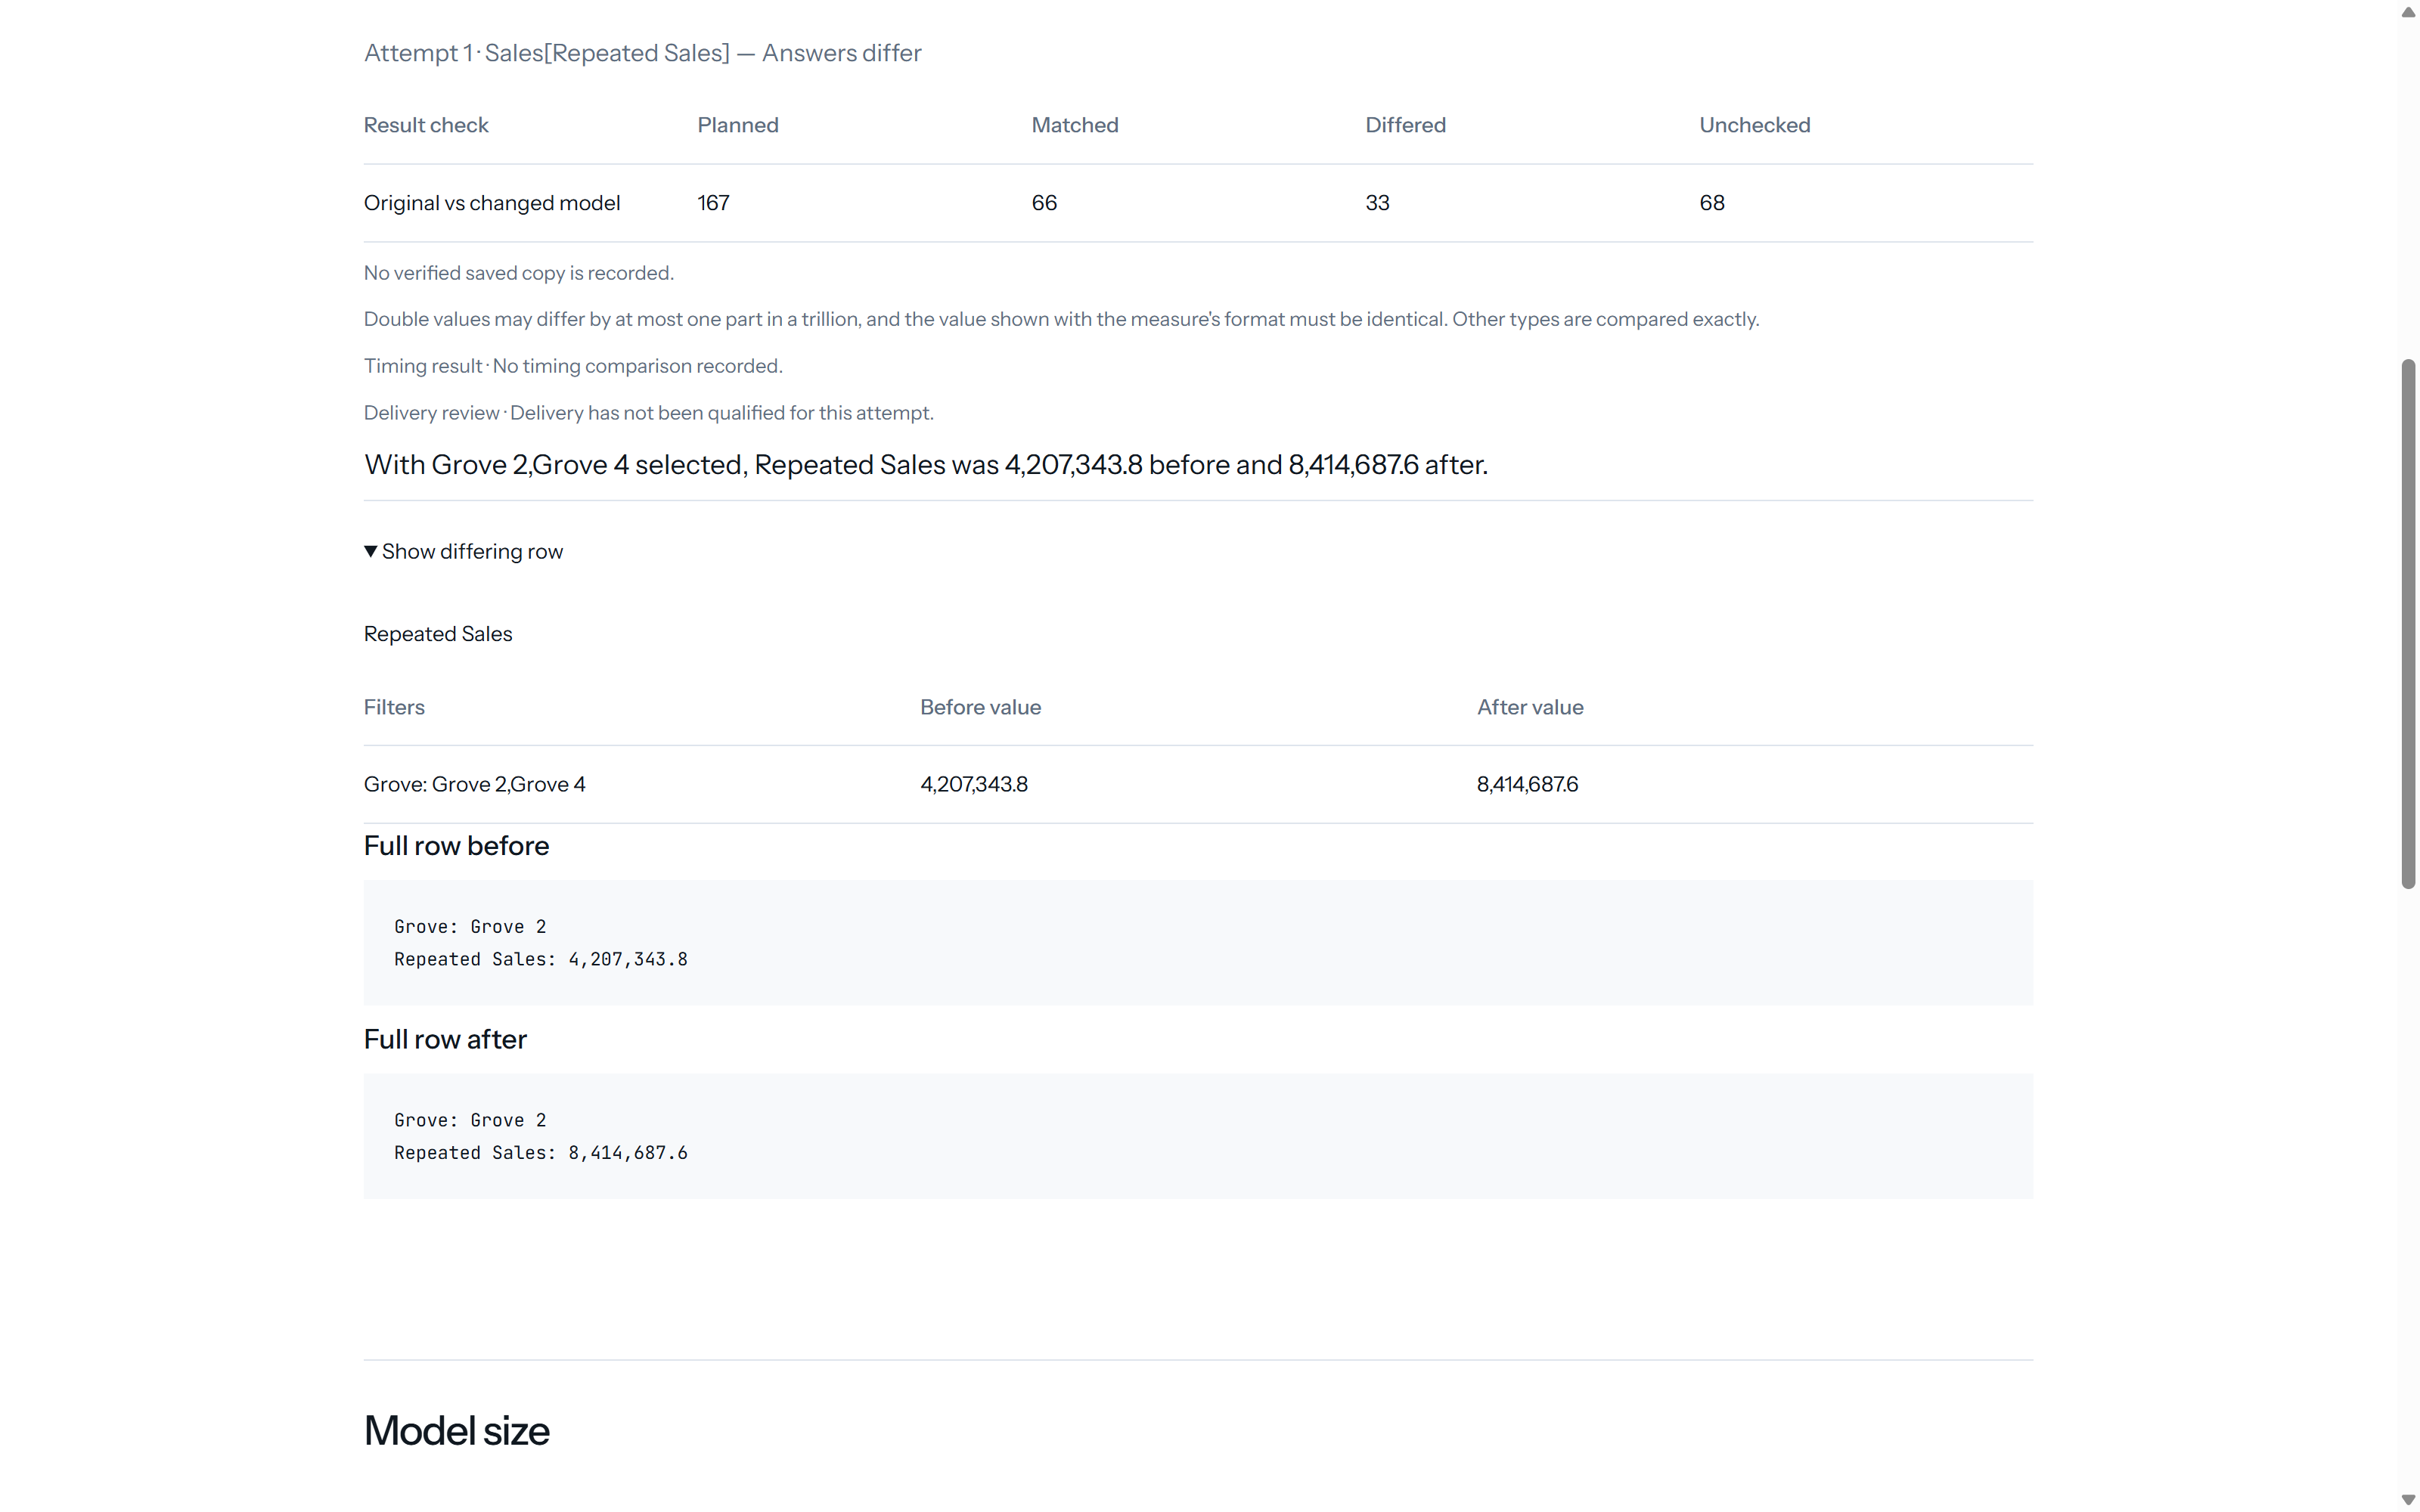 Attempt 1 · Sales[Repeated Sales] — Answers differ
Result check Planned Matched Differed Unchecked
Original vs changed model 167 66 33 68
No verified saved copy is recorded.
Double values may differ by at most one part in a trillion, and the value shown with the measure's format must be identical. Other types are compared exactly.
Timing result · No timing comparison recorded.
Delivery review · Delivery has not been qualified for this attempt.
With Grove 2,Grove 4 selected, Repeated Sales was 4,207,343.8 before and 8,414,687.6 after.
▼ Show differing row
Repeated Sales
Filters Before value After value
Grove: Grove 2,Grove 4 4,207,343.8 8,414,687.6
Full row before
Grove: Grove 2
Repeated Sales: 4,207,343.8
Full row after
Grove: Grove 2
Repeated Sales: 8,414,687.6
Model size